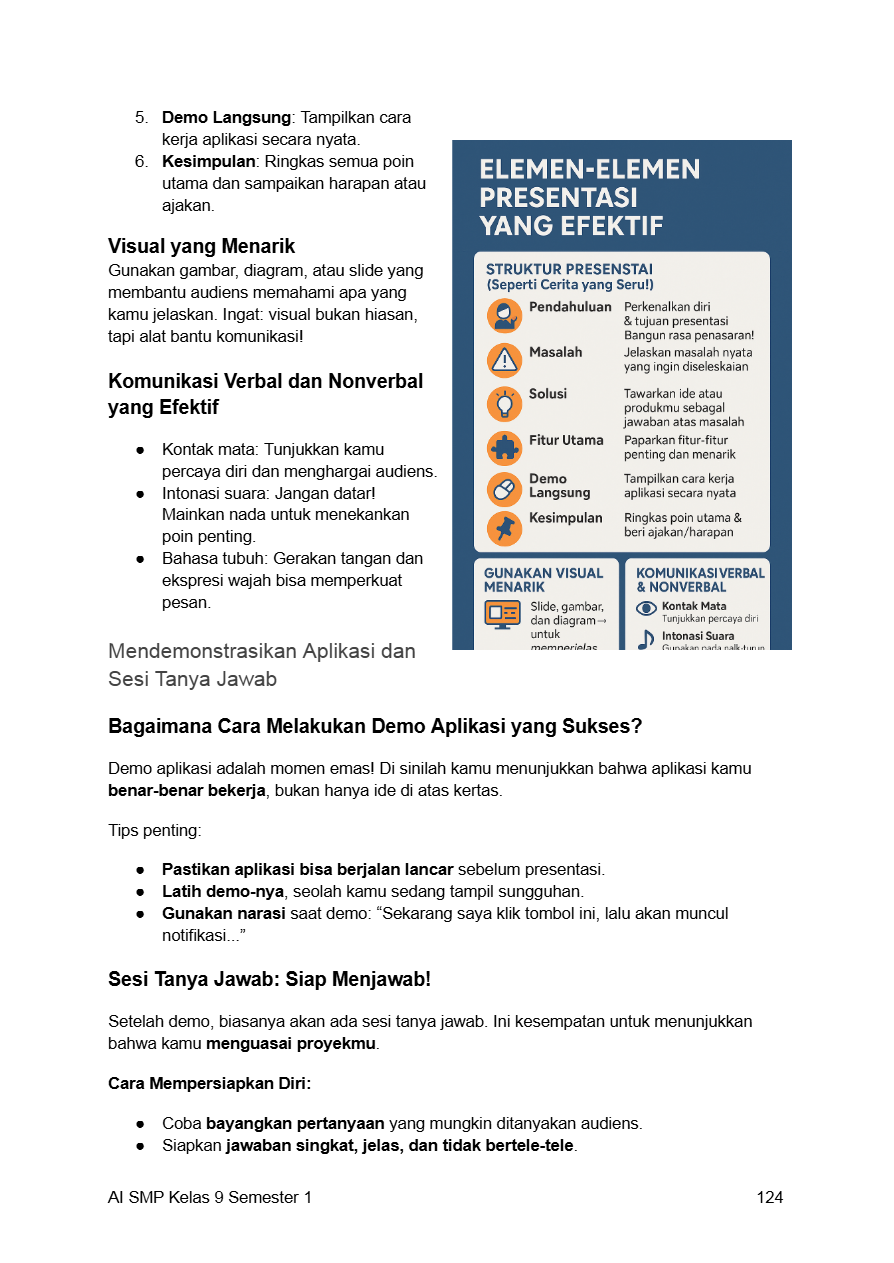 5. Demo Langsung: Tampilkan cara
kerja aplikasi secara nyata.
6. Kesimpulan: Ringkas semua poin
utama dan sampaikan harapan atau
ajakan.
Visual yang Menarik
Gunakan gambar, diagram, atau slide yang
membantu audiens memahami apa yang
kamu jelaskan. Ingat: visual bukan hiasan,
tapi alat bantu komunikasi!
Komunikasi Verbal dan Nonverbal
yang Efektif
● Kontak mata: Tunjukkan kamu
percaya diri dan menghargai audiens.
● Intonasi suara: Jangan datar!
Mainkan nada untuk menekankan
poin penting.
● Bahasa tubuh: Gerakan tangan dan
ekspresi wajah bisa memperkuat
pesan.
ELEMEN-ELEMEN
PRESENTASI
YANG EFEKTIF
STRUKTUR PRESENSTAI
(Seperti Cerita yang Seru!)
Pendahuluan Perkenalkan diri
& tujuan presentasi
Bangun rasa penasaran!
Masalah Jelaskan masalah nyata
yang ingin diseleskaian
Solusi Tawarkan ide atau
produkmu sebagai
jawaban atas masalah
Fitur Utama Paparkan fitur-fitur
penting dan menarik
Demo Tampilkan cara kerja
Langsung aplikasi secara nyata
Kesimpulan Ringkas poin utama &
beri ajakan/harapan
GUNAKAN VISUAL
MENARIK
Slide, gambar,
dan diagram→
untuk
memperjelas
KOMUNIKASI VERBAL
& NONVERBAL
Kontak Mata
Tunjukkan percaya diri
Intonasi Suara
Gunakan nada naik-turun
Mendemonstrasikan Aplikasi dan
Sesi Tanya Jawab
Bagaimana Cara Melakukan Demo Aplikasi yang Sukses?
Demo aplikasi adalah momen emas! Di sinilah kamu menunjukkan bahwa aplikasi kamu
benar-benar bekerja, bukan hanya ide di atas kertas.
Tips penting:
● Pastikan aplikasi bisa berjalan lancar sebelum presentasi.
● Latih demo-nya, seolah kamu sedang tampil sungguhan.
● Gunakan narasi saat demo: “Sekarang saya klik tombol ini, lalu akan muncul
notifikasi...”
Sesi Tanya Jawab: Siap Menjawab!
Setelah demo, biasanya akan ada sesi tanya jawab. Ini kesempatan untuk menunjukkan
bahwa kamu menguasai proyekmu.
Cara Mempersiapkan Diri:
● Coba bayangkan pertanyaan yang mungkin ditanyakan audiens.
● Siapkan jawaban singkat, jelas, dan tidak bertele-tele.
AI SMP Kelas 9 Semester 1 124